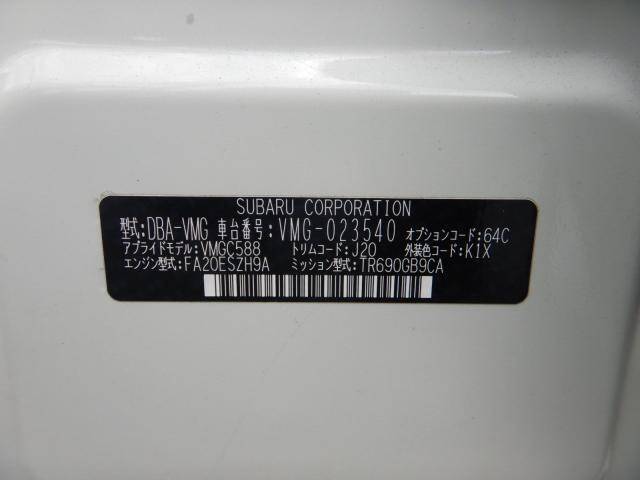 SUBARU CORPORATION
型式:DBA-VMG 車台番号:VMG-023540 オプションコード:64C
アプライドモデル:VMGC588 トリムコード:J20 外装色コード:K1X
エンジン型式:FA20ESZH9A ミッション型式:TR690GB9CA